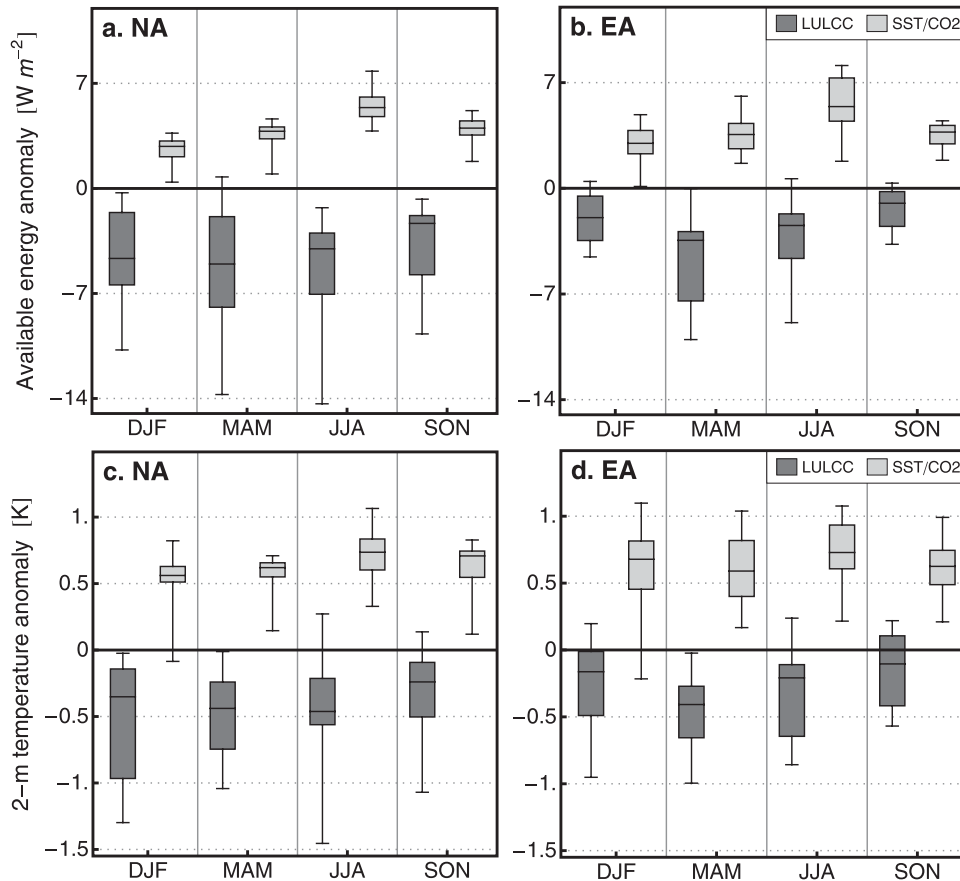 a. NA
b. EA
LULCC SST/CO2
Available energy anomaly [W m−2]
7
0
−7
−14
DJF MAM JJA SON
7
0
−7
−14
DJF MAM JJA SON
c. NA
d. EA
LULCC SST/CO2
2−m temperature anomaly [K]
1.
0.5
0
−0.5
−1.
−1.5
DJF MAM JJA SON
1.
0.5
0
−0.5
−1.
−1.5
DJF MAM JJA SON